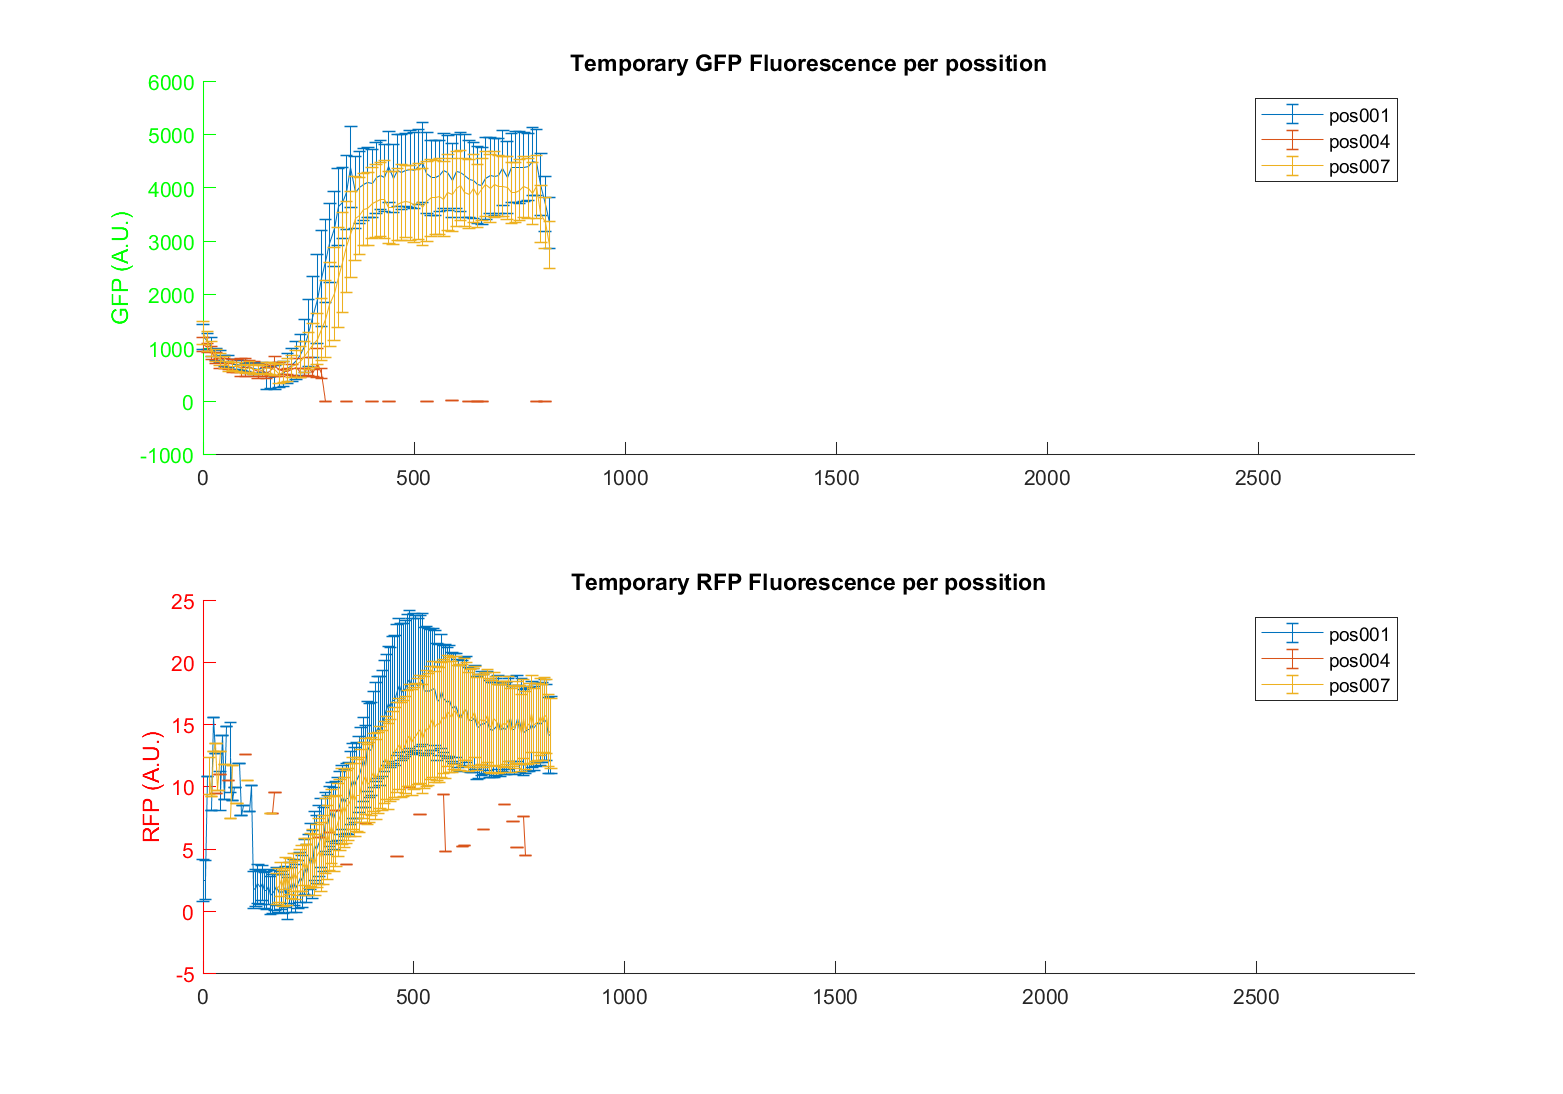 Temporary GFP Fluorescence per possition
6000
5000
4000
3000
2000
1000
0
-1000
GFP (A.U.)
0 500 1000 1500 2000 2500
pos001
pos004
pos007
Temporary RFP Fluorescence per possition
25
20
15
10
5
0
-5
RFP (A.U.)
0 500 1000 1500 2000 2500
pos001
pos004
pos007